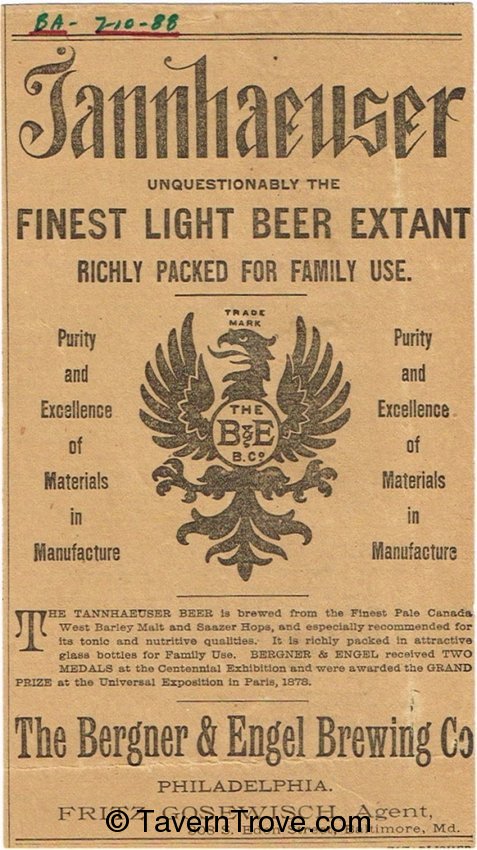 BA- 7-10-88
Tannhaeuser
UNQUESTIONABLY THE
FINEST LIGHT BEER EXTANT
RICHLY PACKED FOR FAMILY USE.
TRADE
MARK
THE
B & E
B. Co
Purity
and
Excellence
of
Materials
in
Manufacture
Purity
and
Excellence
of
Materials
in
Manufacture
THE TANNHAEUSER BEER is brewed from the Finest Pale Canada
West Barley Malt and Saazer Hops, and especially recommended for
its tonic and nutritive qualities. It is richly packed in attractive
glass bottles for Family Use. BERGNER & ENGEL received TWO
MEDALS at the Centennial Exhibition and were awarded the GRAND
PRIZE at the Universal Exposition in Paris, 1878.
The Bergner & Engel Brewing Co
PHILADELPHIA.
FRITZ GOSEWISCH, Agent,
© TavernTrove.com
S. Eden Street, Baltimore, Md.